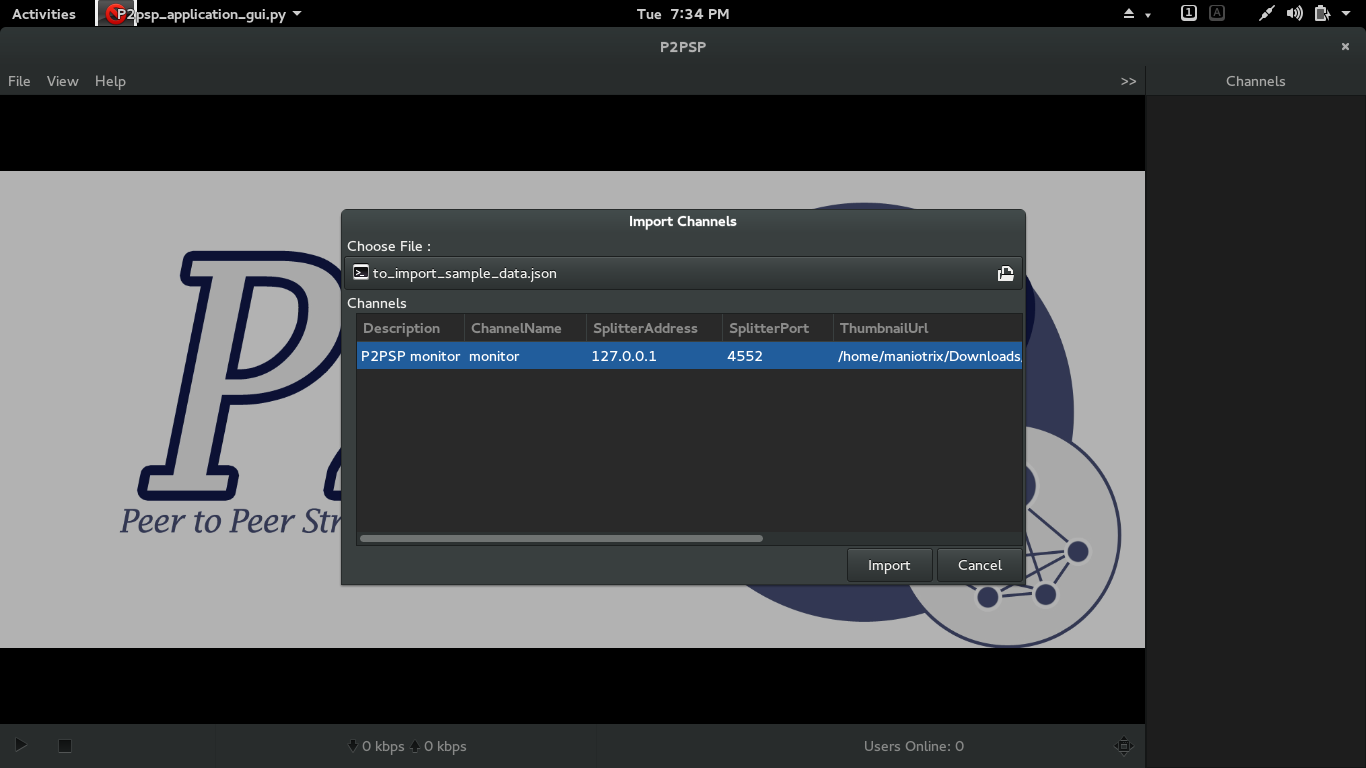 Activities P2psp_application_gui.py Tue 7:34 PM 1 A
P2PSP ×
File View Help >> Channels
Import Channels
Choose File :
to_import_sample_data.json
Channels
Description ChannelName SplitterAddress SplitterPort ThumbnailUrl
P2PSP monitor monitor 127.0.0.1 4552 /home/maniotrix/Downloads
Import Cancel
Peer to Peer Str
0 kbps 0 kbps Users Online: 0